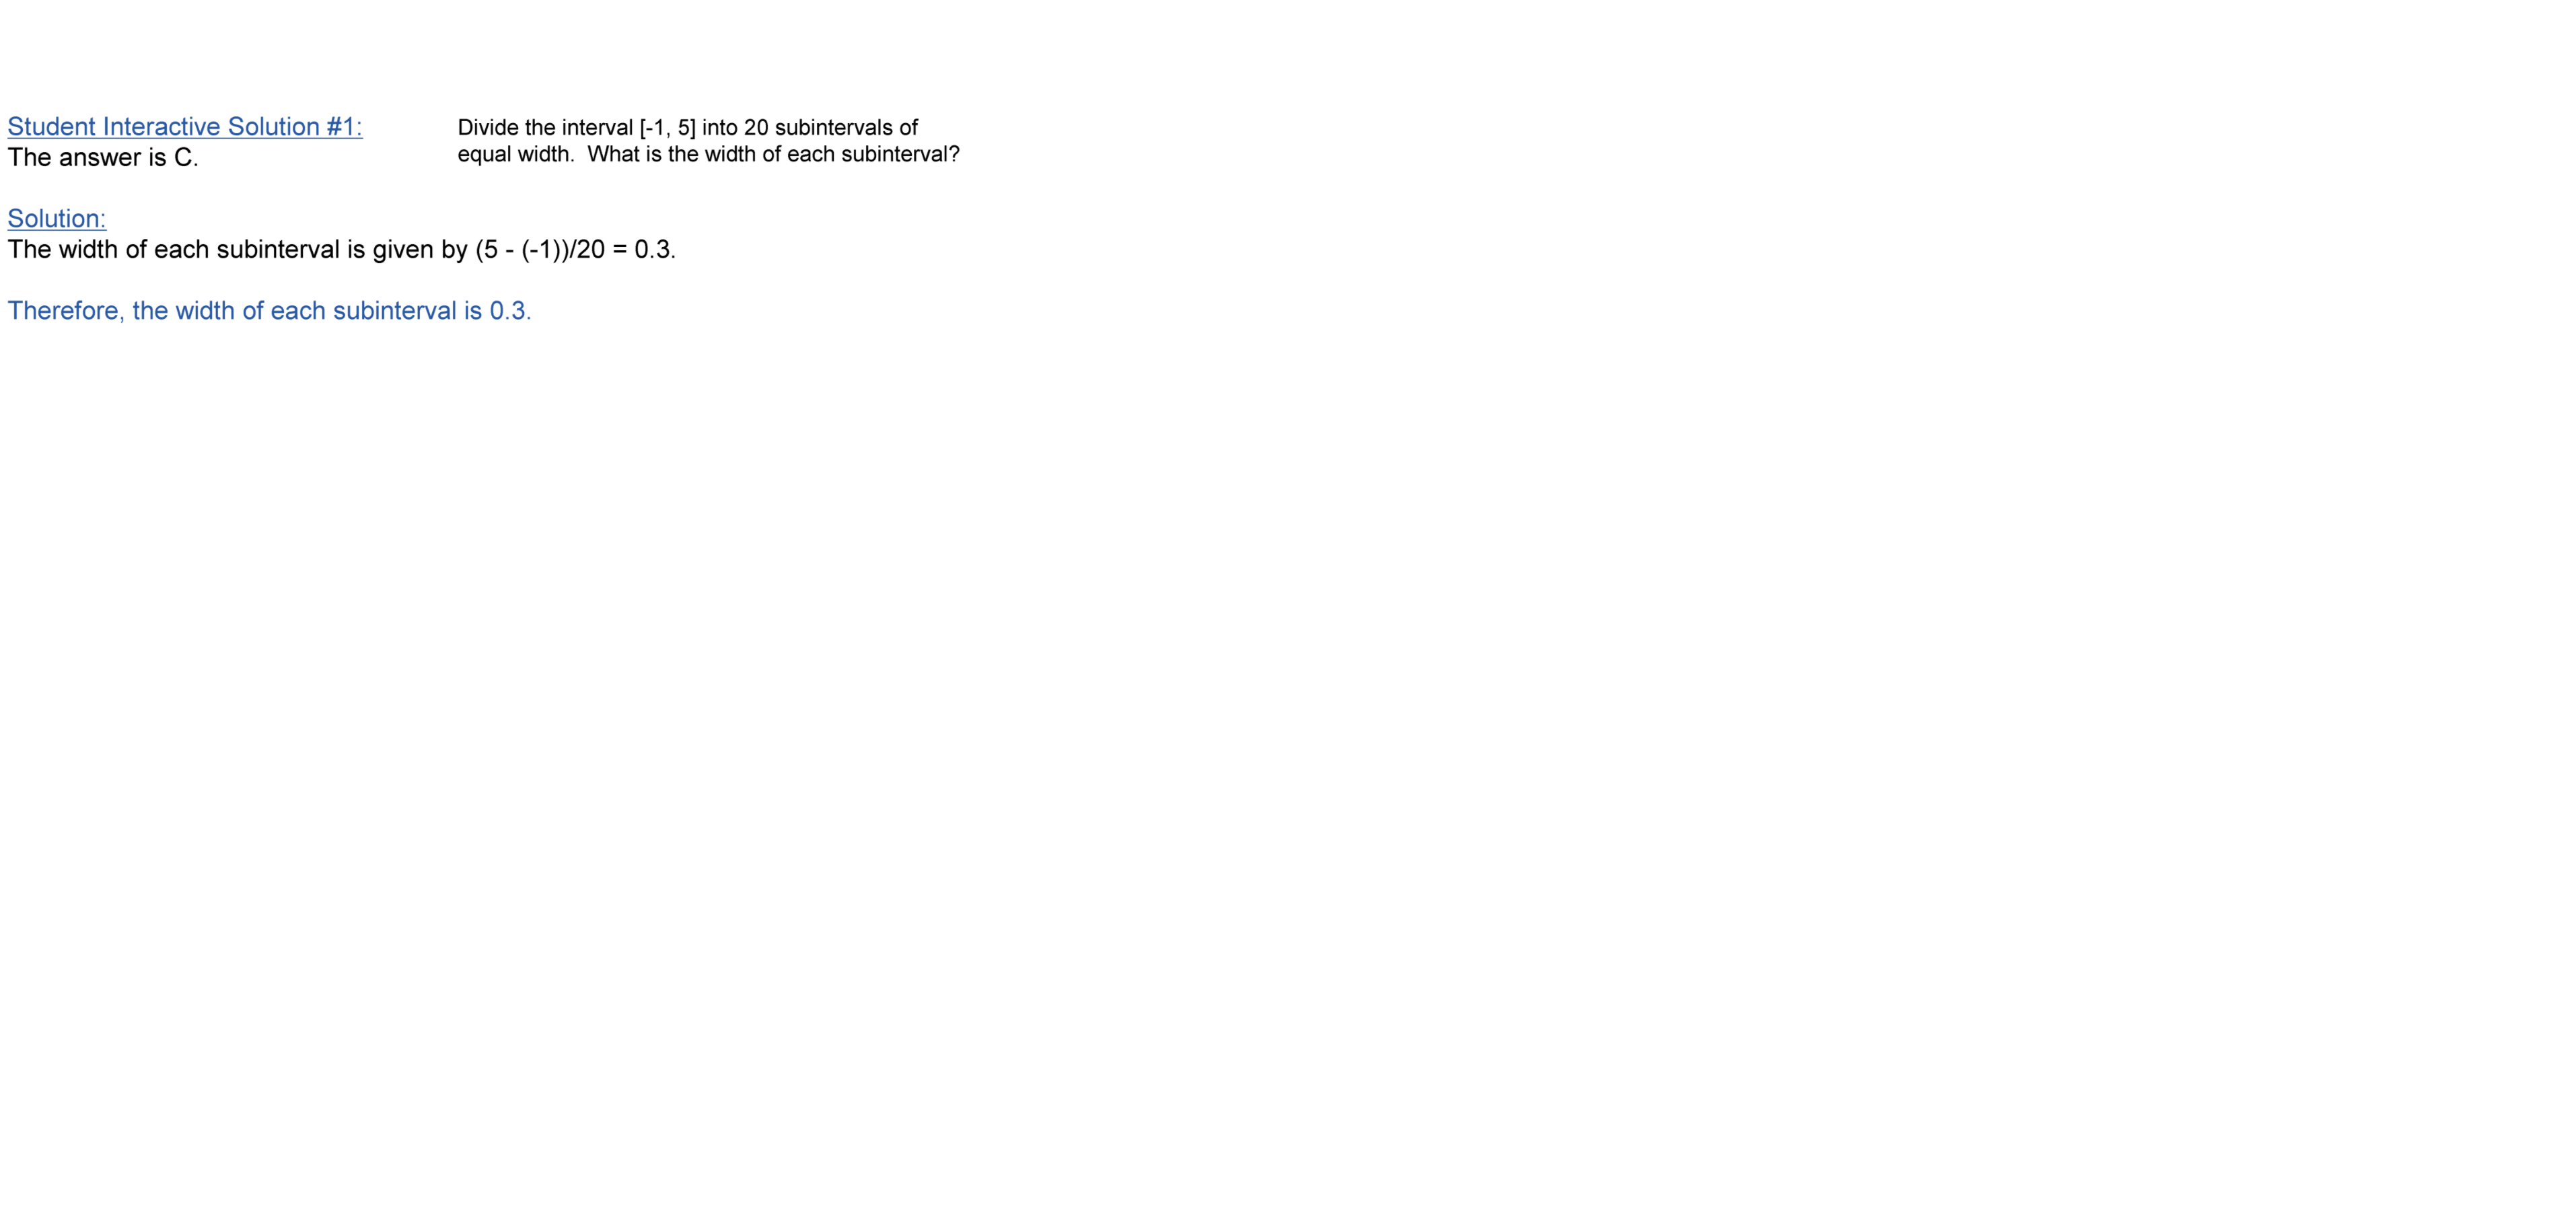 Student Interactive Solution #1:
The answer is C.
Divide the interval [-1, 5] into 20 subintervals of
equal width.  What is the width of each subinterval?
Solution:
The width of each subinterval is given by (5 - (-1))/20 = 0.3.
Therefore, the width of each subinterval is 0.3.